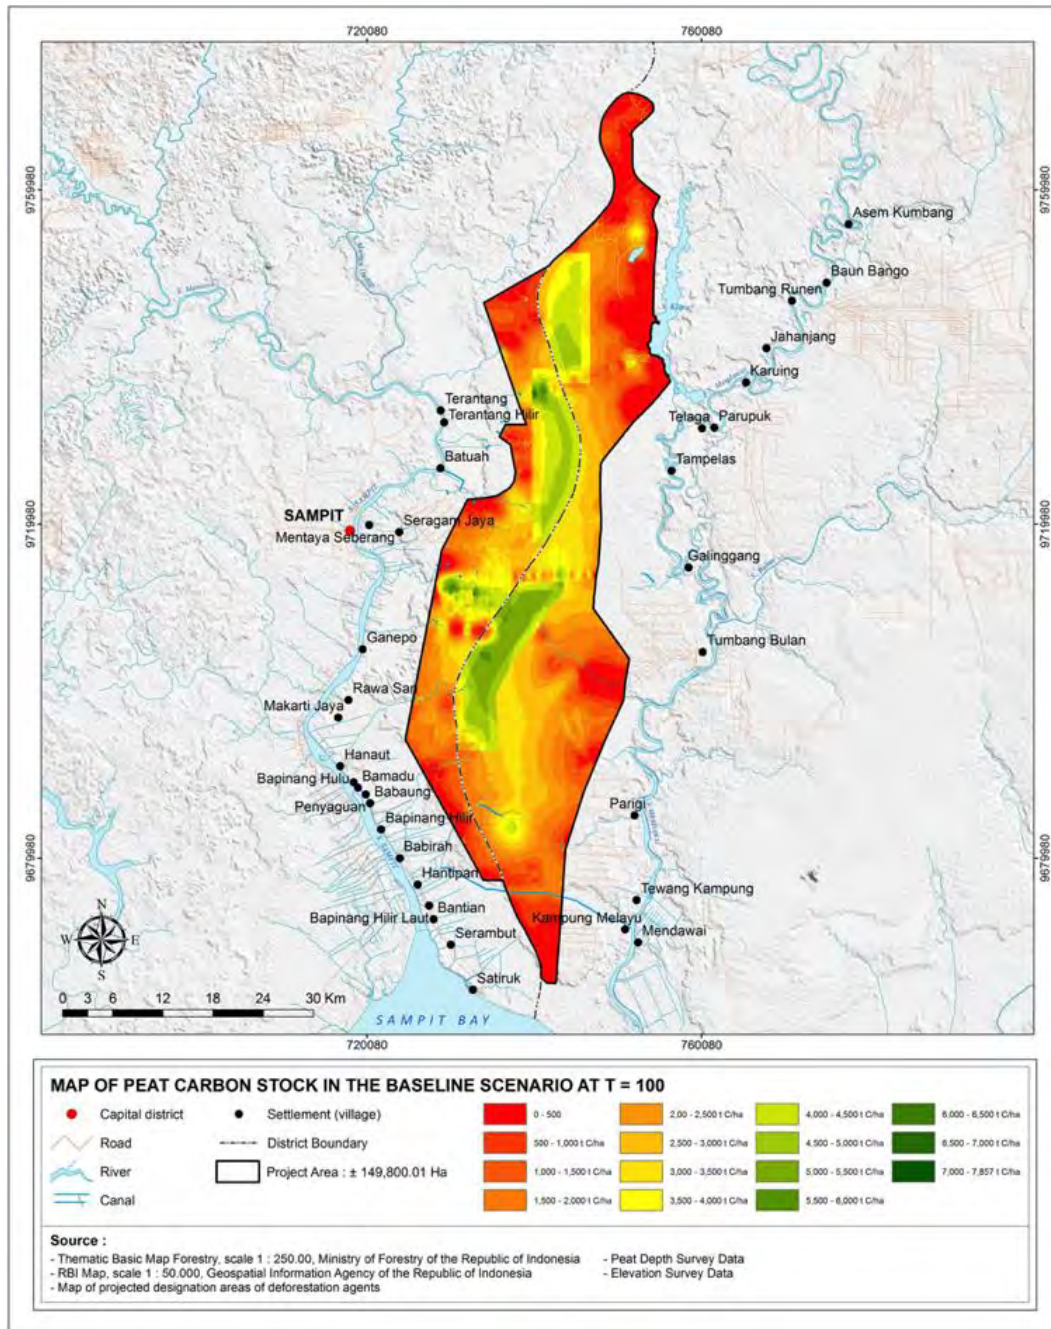 720080
760080
9759980
9759980
Asem Kumbang
Baun Bango
Tumbang Runen
Jahanjang
Karuing
Terantang
Terantang Hilir
Telaga
Parupuk
Batuah
Tampelas
S. SAMPIT
SAMPIT
Seragam Jaya
Mentaya Seberang
9719980
9719980
Galinggang
Ganepo
Tumbang Bulan
Rawa Sari
Makarti Jaya
Hanaut
Bapinang Hulu
Bamadu
Babaung
Penyaguan
Parigi
Bapinang Hilir
S. SAMPIT
Babirah
9679980
9679980
Hantipan
Tewang Kampung
Bantian
Bapinang Hilir Laut
Kampung Melayu
Serambut
Mendawai
N
W
E
S
Satiruk
0 3 6 12 18 24 30 Km
SAMPIT BAY
720080
760080
MAP OF PEAT CARBON STOCK IN THE BASELINE SCENARIO AT T = 100
Capital district
Settlement (village)
Road
District Boundary
River
Project Area : ± 149,800.01 Ha
Canal
0 - 500
500 - 1,000 t C/ha
1,000 - 1,500 t C/ha
1,500 - 2,000 t C/ha
2,00 - 2,500 t C/ha
2,500 - 3,000 t C/ha
3,000 - 3,500 t C/ha
3,500 - 4,000 t C/ha
4,000 - 4,500 t C/ha
4,500 - 5,000 t C/ha
5,000 - 5,500 t C/ha
5,500 - 6,000 t C/ha
6,000 - 6,500 t C/ha
6,500 - 7,000 t C/ha
7,000 - 7,857 t C/ha
Source :
- Thematic Basic Map Forestry, scale 1 : 250.00, Ministry of Forestry of the Republic of Indonesia
- RBI Map, scale 1 : 50.000, Geospatial Information Agency of the Republic of Indonesia
- Map of projected designation areas of deforestation agents
- Peat Depth Survey Data
- Elevation Survey Data